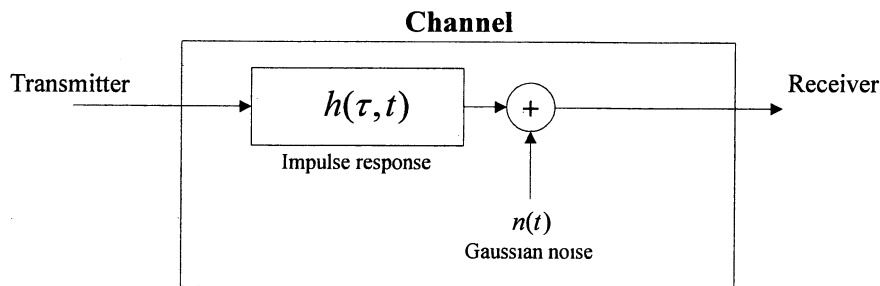 Channel
Transmitter
Receiver
h(τ,t)
+
Impulse response
n(t)
Gaussian noise